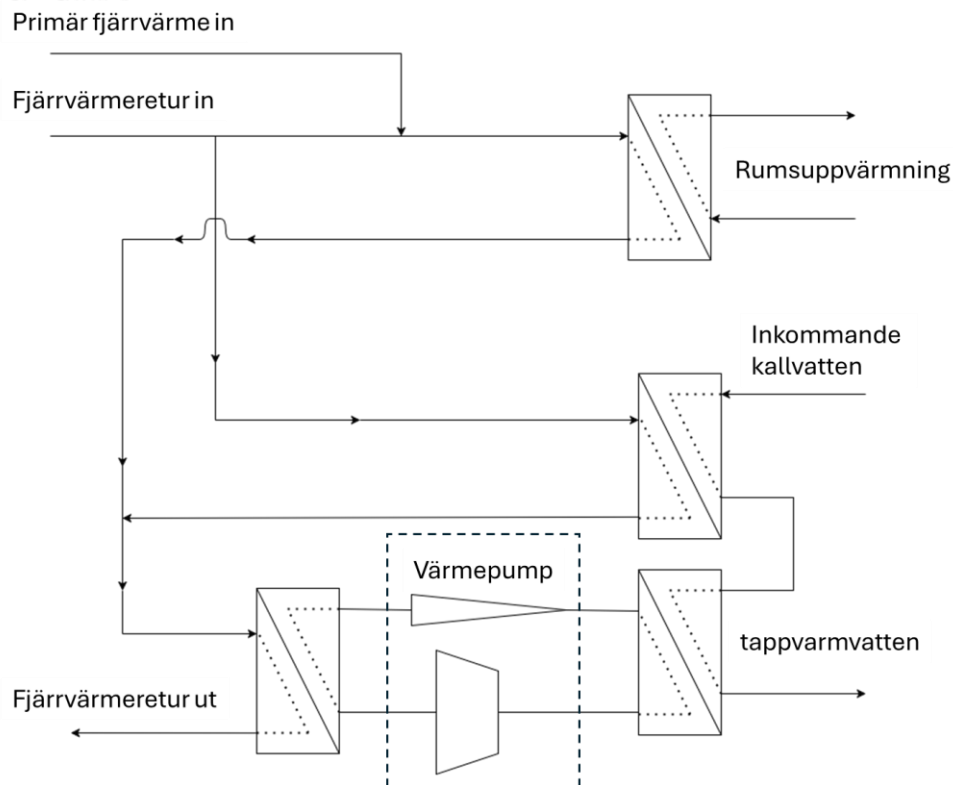 Primär fjärrvärme in
Fjärrvärmeretur in
Rumsuppvärmning
Inkommande
kallvatten
Värmepump
tappvarmvatten
Fjärrvärmeretur ut